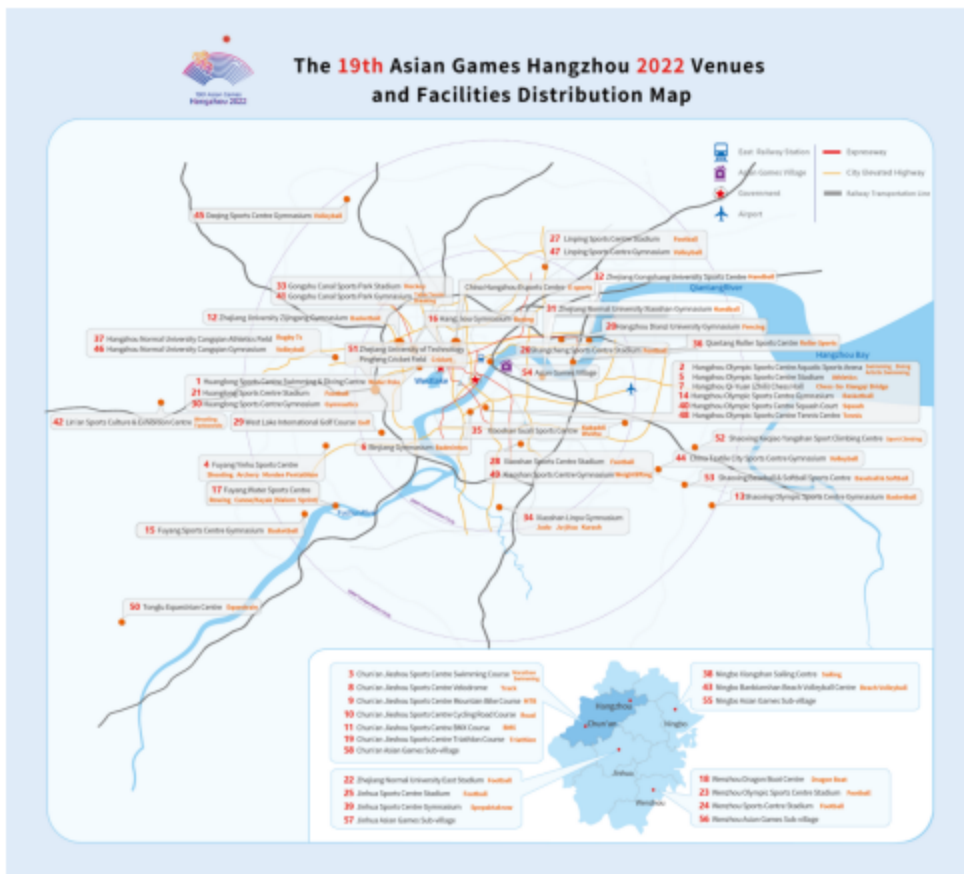 The 19th Asian Games Hangzhou 2022 Venues
and Facilities Distribution Map
19th Asian Games
Hangzhou 2022
East Railway Station
Asian Games Village
Government
Airport
Expressway
City Elevated Highway
Railway Transportation Line
45 Deqing Sports Centre Gymnasium Volleyball
27 Linping Sports Centre Stadium Football
47 Linping Sports Centre Gymnasium Volleyball
32 Zhejiang Gongshang University Sports Centre Handball
Qiantang River
33 Gongshu Canal Sports Park Stadium Hockey
41 Gongshu Canal Sports Park Gymnasium
China Hangzhou Esports Centre E-sports
31 Zhejiang Normal University Xiaoshan Gymnasium Handball
12 Zhejiang University Zijingang Gymnasium Basketball
16 Hangzhou Gymnasium Boxing
20 Hangzhou Dianzi University Gymnasium Fencing
37 Hangzhou Normal University Cangqian Athletics Field Rugby 7s
46 Hangzhou Normal University Cangqian Gymnasium Volleyball
51 Zhejiang University of Technology
Pingfeng Cricket Field Cricket
26 Shangcheng Sports Centre Stadium Football
36 Qiantang Roller Sports Centre Roller Sports
Hangzhou Bay
54 Asian Games Village
2 Hangzhou Olympic Sports Centre Aquatic Sports Arena Swimming Diving
Artistic Swimming
5 Hangzhou Olympic Sports Centre Stadium Athletics
7 Hangzhou Qi-Yuan (Zhili) Chess Hall Chess Go Xiangqi Bridge
14 Hangzhou Olympic Sports Centre Gymnasium Basketball
40 Hangzhou Olympic Sports Centre Squash Court Squash
48 Hangzhou Olympic Sports Centre Tennis Centre Tennis
West Lake
1 Huanglong Sports Centre Swimming & Diving Centre Water Polo
21 Huanglong Sports Centre Stadium Football
30 Huanglong Sports Centre Gymnasium Gymnastics
42 Lin'an Sports Culture & Exhibition Centre Wrestling
Taekwondo
29 West Lake International Golf Course Golf
35 Xiaoshan Guali Sports Centre Kabaddi
Wushu
52 Shaoxing Keqiao Yangshan Sport Climbing Centre Sport Climbing
6 Binjiang Gymnasium Badminton
44 China Textile City Sports Centre Gymnasium Volleyball
4 Fuyang Yinhu Sports Centre
Shooting Archery Modern Pentathlon
28 Xiaoshan Sports Centre Stadium Football
49 Xiaoshan Sports Centre Gymnasium Weightlifting
53 Shaoxing Baseball & Softball Sports Centre Baseball & Softball
17 Fuyang Water Sports Centre
Rowing Canoe/Kayak (Flatwater Sprint)
13 Shaoxing Olympic Sports Centre Gymnasium Basketball
34 Xiaoshan Linpu Gymnasium
Judo Ju-jitsu Karate
15 Fuyang Sports Centre Gymnasium Basketball
50 Tonglu Equestrian Centre Equestrian
3 Chun'an Jieshou Sports Centre Swimming Course Marathon
Swimming
8 Chun'an Jieshou Sports Centre Velodrome Track
9 Chun'an Jieshou Sports Centre Mountain Bike Course MTB
10 Chun'an Jieshou Sports Centre Cycling Road Course Road
11 Chun'an Jieshou Sports Centre BMX Course BMX
19 Chun'an Jieshou Sports Centre Triathlon Course Triathlon
58 Chun'an Asian Games Sub-village
38 Ningbo Xiangshan Sailing Centre Sailing
43 Ningbo Banbianshan Beach Volleyball Centre Beach Volleyball
55 Ningbo Asian Games Sub-village
Hangzhou
Chun'an
Ningbo
Jinhua
Wenzhou
22 Zhejiang Normal University East Stadium Football
25 Jinhua Sports Centre Stadium Football
39 Jinhua Sports Centre Gymnasium Sepaktakraw
57 Jinhua Asian Games Sub-village
18 Wenzhou Dragon Boat Centre Dragon Boat
23 Wenzhou Olympic Sports Centre Stadium Football
24 Wenzhou Sports Centre Stadium Football
56 Wenzhou Asian Games Sub-village